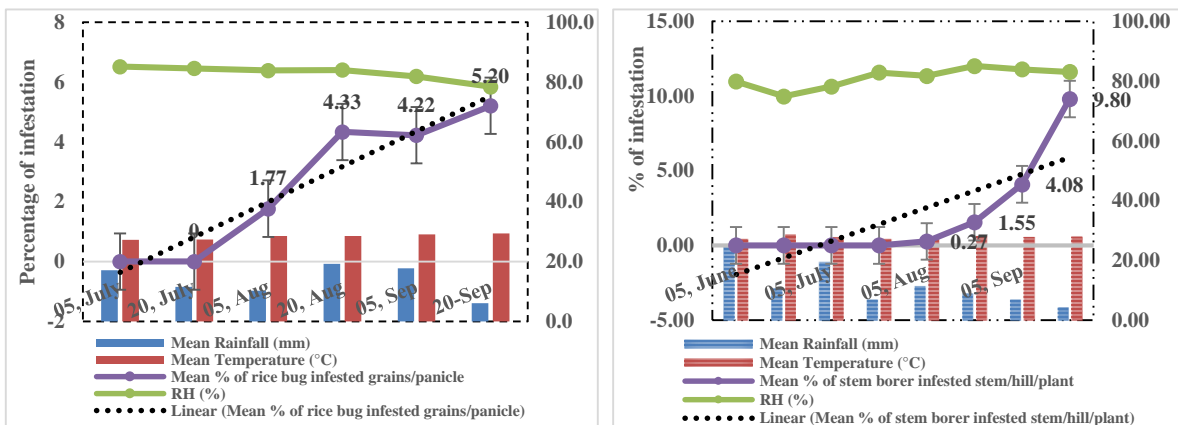 8
6
4
2
0
-2
Percentage of infestation
100.0
80.0
60.0
40.0
20.0
0.0
0
1.77
4.33
4.22
5.20
05, July
20, July
05, Aug
20, Aug
05, Sep
20-Sep
Mean Rainfall (mm)
Mean Temperature (°C)
Mean % of rice bug infested grains/panicle
RH (%)
Linear (Mean % of rice bug infested grains/panicle)
15.00
10.00
5.00
0.00
-5.00
% of infestation
100.00
80.00
60.00
40.00
20.00
0.00
0.27
1.55
4.08
9.80
05, June
05, July
05, Aug
05, Sep
Mean Rainfall (mm)
Mean Temperature (°C)
Mean % of stem borer infested stem/hill/plant
RH (%)
Linear (Mean % of stem borer infested stem/hill/plant)